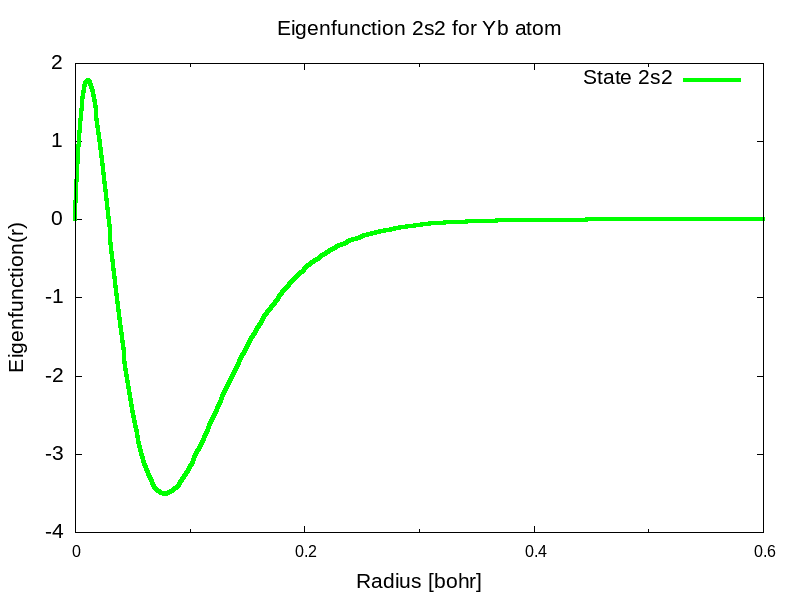 Eigenfunction 2s2 for Yb atom
State 2s2
2
1
0
-1
-2
-3
-4
Eigenfunction(r)
0
0.2
0.4
0.6
Radius [bohr]